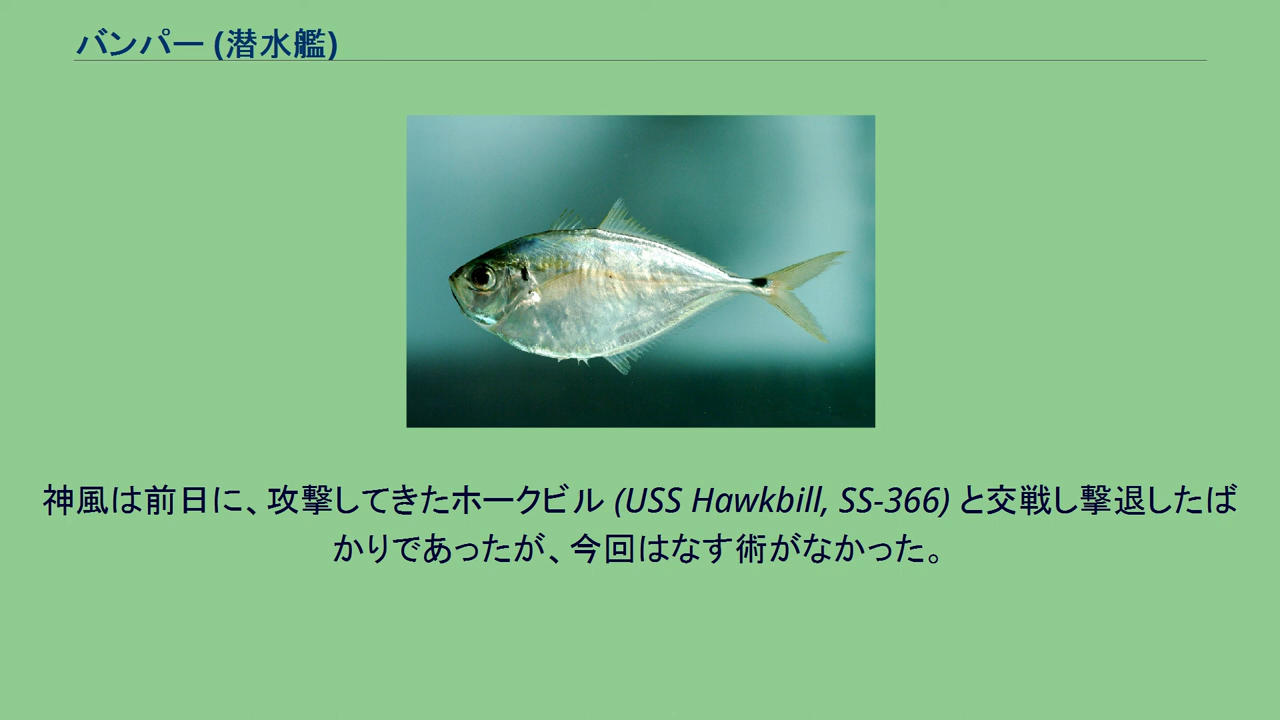 バンパー (潜水艦)
神風は前日に、攻撃してきたホークビル (USS Hawkbill, SS-366) と交戦し撃退したば
かりであったが、今回はなす術がなかった。